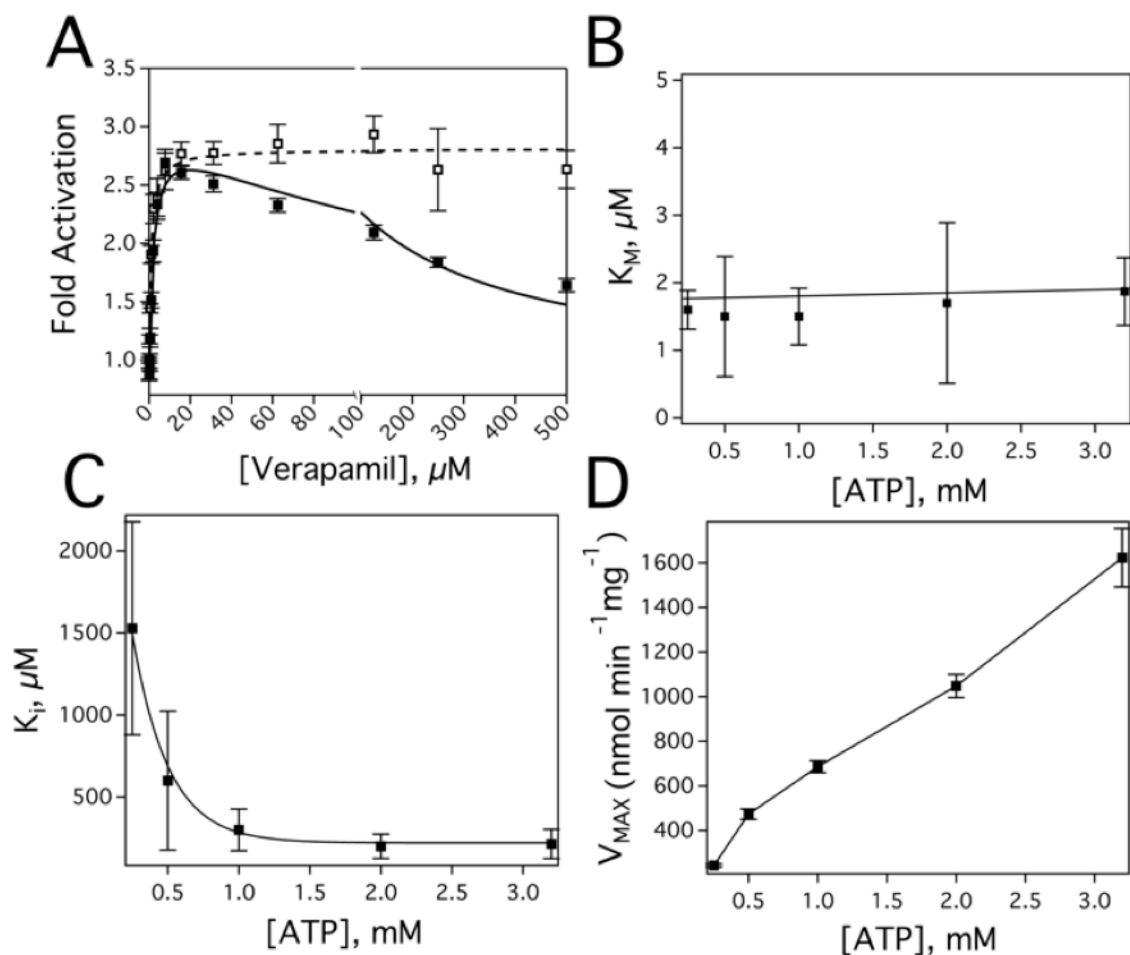 A
3.5
3.0
2.5
2.0
1.5
1.0
Fold Activation
0 20 40 60 80 100 200 300 400 500
[Verapamil], µM
B
5
4
3
2
1
0
K_M, µM
0.5 1.0 1.5 2.0 2.5 3.0
[ATP], mM
C
2000
1500
1000
500
K_i, µM
0.5 1.0 1.5 2.0 2.5 3.0
[ATP], mM
D
1600
1400
1200
1000
800
600
400
V_MAX (nmol min⁻¹mg⁻¹)
0.5 1.0 1.5 2.0 2.5 3.0
[ATP], mM